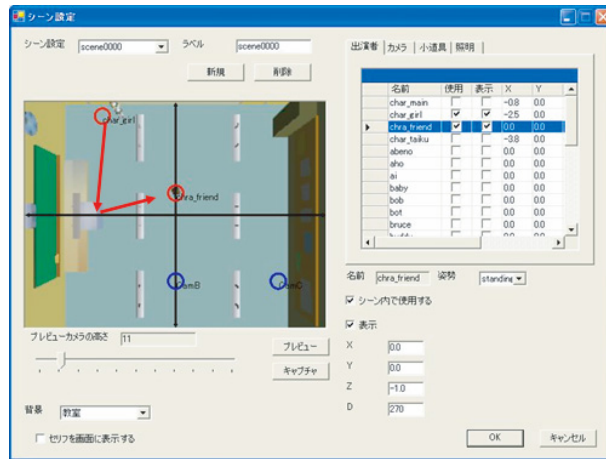 シーン設定
シーン設定 scene0000 ラベル scene0000
新規 削除
char_girl
chra_friend
CamB CamC
プレビューカメラの高さ 11
プレビュー
キャプチャ
背景 教室
セリフを画面に表示する
出演者 カメラ 小道具 照明
名前 使用 表示 X Y
char_main -0.8 0.0
char_girl -2.5 0.0
chra_friend 0.0 0.0
char_taiku -3.8 0.0
abeno 0.0 0.0
aho 0.0 0.0
ai 0.0 0.0
baby 0.0 0.0
bob 0.0 0.0
bot 0.0 0.0
bruce 0.0 0.0
名前 chra_friend 姿勢 standing
シーン内で使用する
表示
X 0.0
Y 0.0
Z -1.0
D 270
OK キャンセル